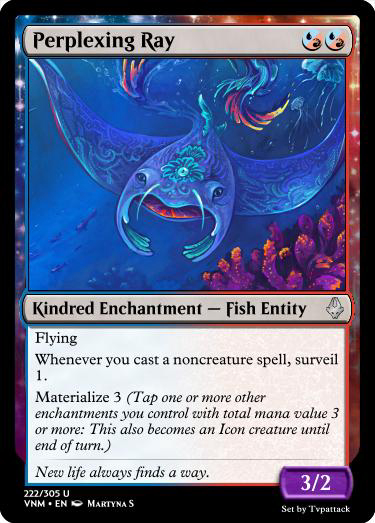 Perplexing Ray
Kindred Enchantment — Fish Entity
Flying
Whenever you cast a noncreature spell, surveil
1.
Materialize 3 (Tap one or more other
enchantments you control with total mana value 3
or more: This also becomes an Icon creature until
end of turn.)
New life always finds a way.
3/2
222/305 U
VNM • EN Martyna S
Set by Tvpattack